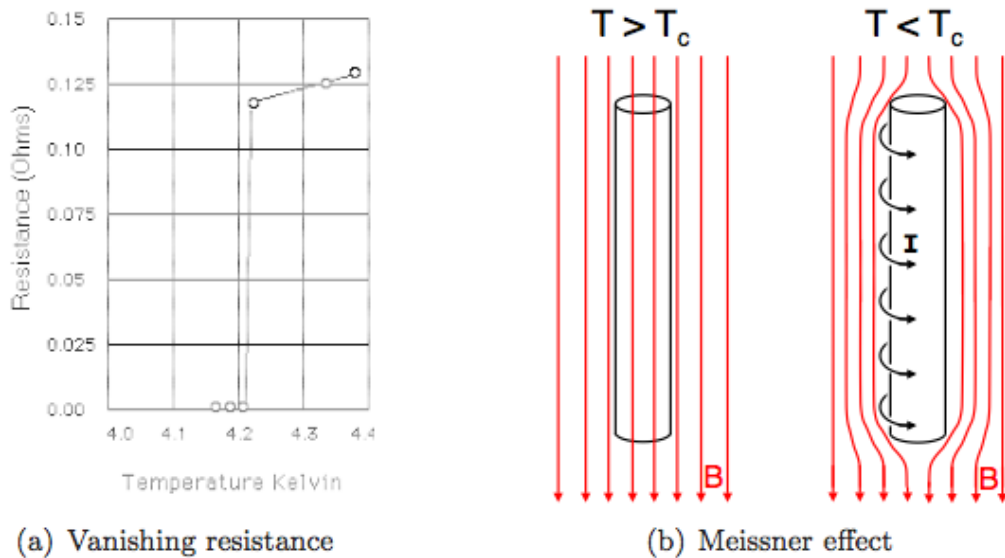 0.15
0.125
0.10
0.075
0.05
0.025
0.00
Resistance (Ohms)
4.0 4.1 4.2 4.3 4.4
Temperature Kelvin
(a) Vanishing resistance
T > Tc
T < Tc
I
B
B
(b) Meissner effect